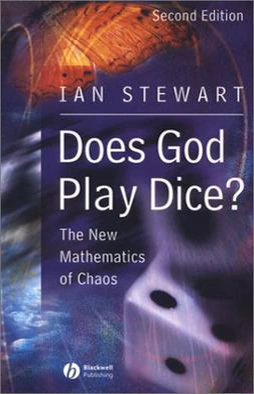 Second Edition
IAN STEWART
Does God
Play Dice?
The New
Mathematics
of Chaos
Blackwell
Publishing